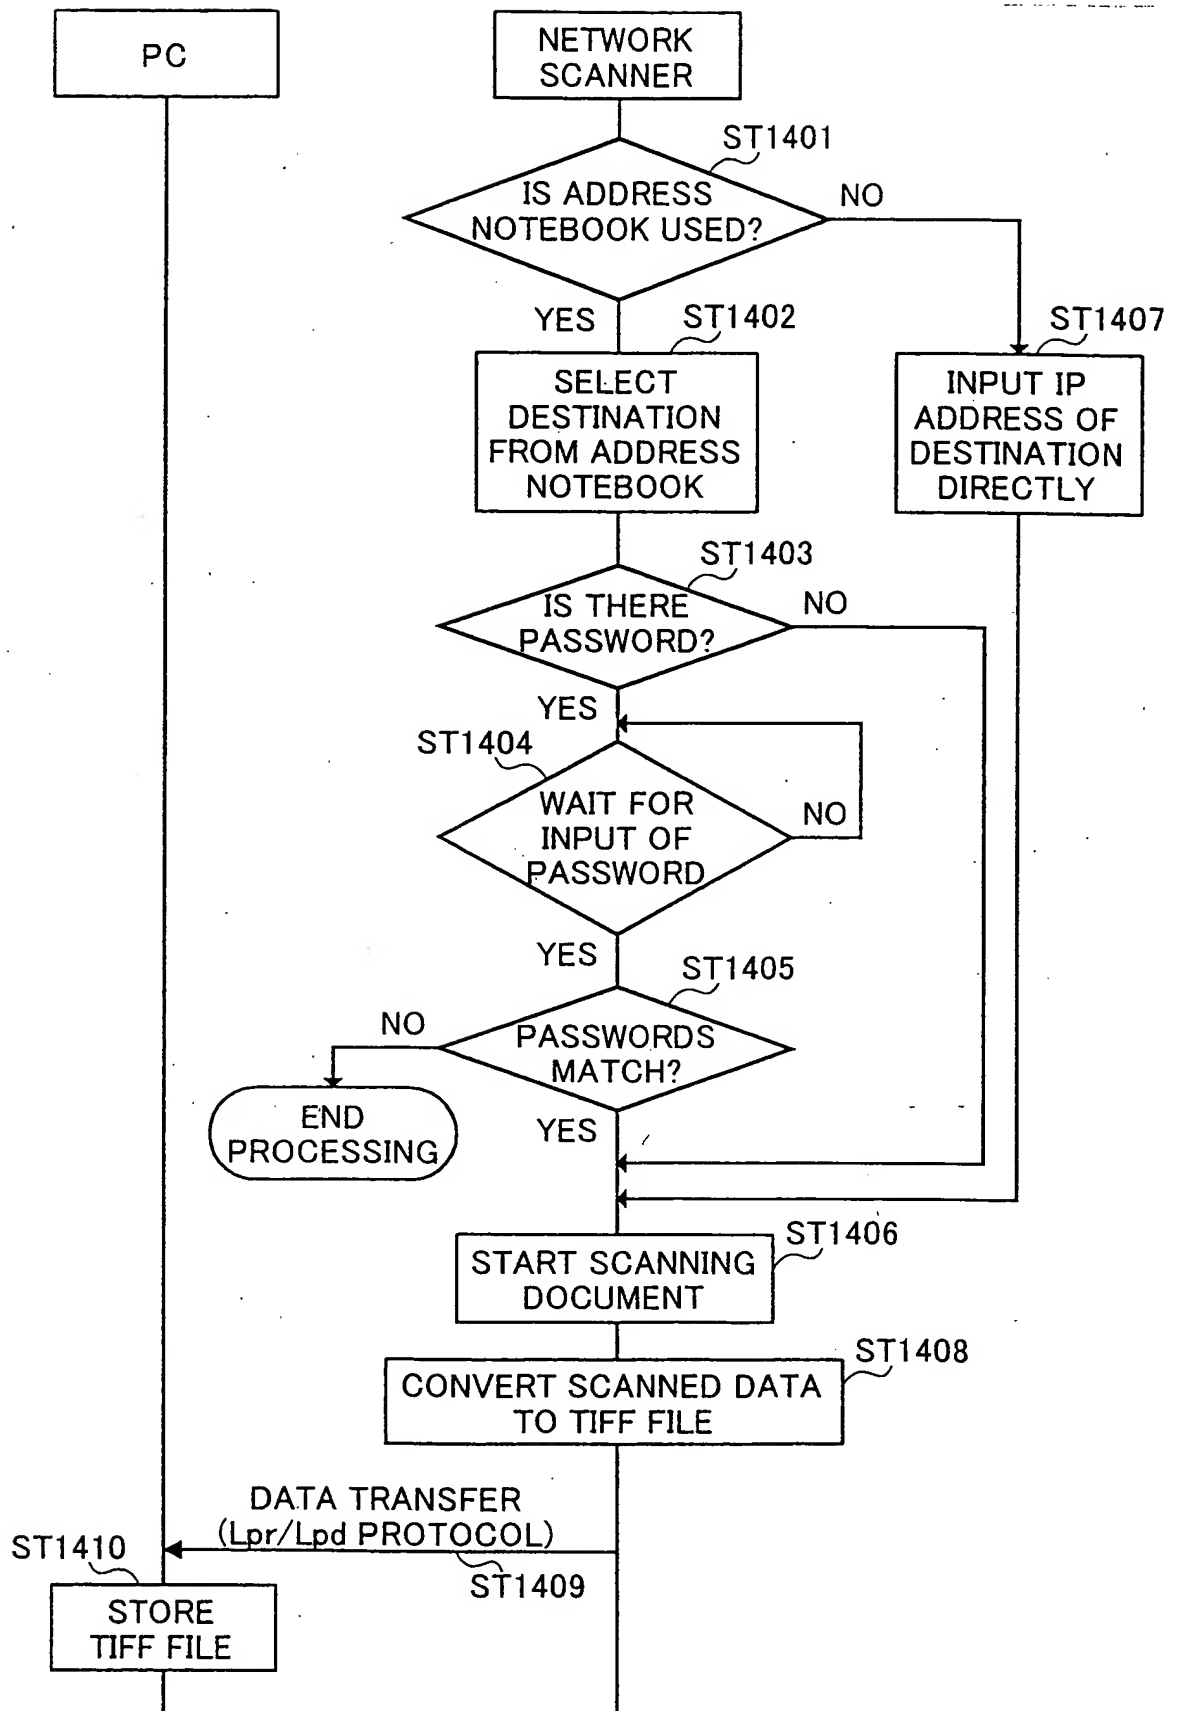 PC
NETWORK
SCANNER
ST1401
IS ADDRESS
NOTEBOOK USED?
NO
YES
ST1402
ST1407
SELECT
DESTINATION
FROM ADDRESS
NOTEBOOK
INPUT IP
ADDRESS OF
DESTINATION
DIRECTLY
ST1403
IS THERE
PASSWORD?
NO
YES
ST1404
WAIT FOR
INPUT OF
PASSWORD
NO
YES
ST1405
PASSWORDS
MATCH?
NO
END
PROCESSING
YES
ST1406
START SCANNING
DOCUMENT
ST1408
CONVERT SCANNED DATA
TO TIFF FILE
DATA TRANSFER
(Lpr/Lpd PROTOCOL)
ST1410
ST1409
STORE
TIFF FILE